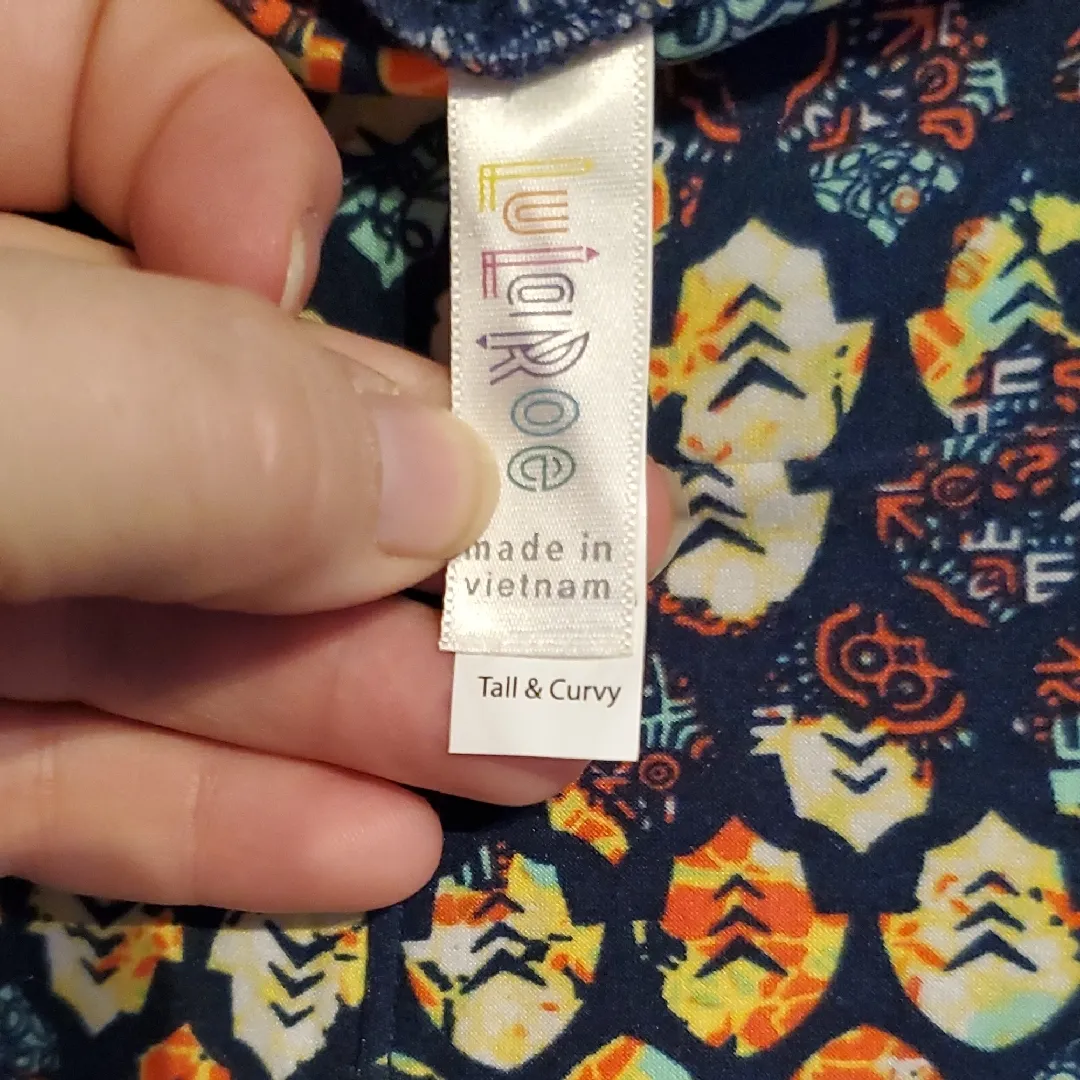 LuLaRoe
made in
vietnam
Tall & Curvy